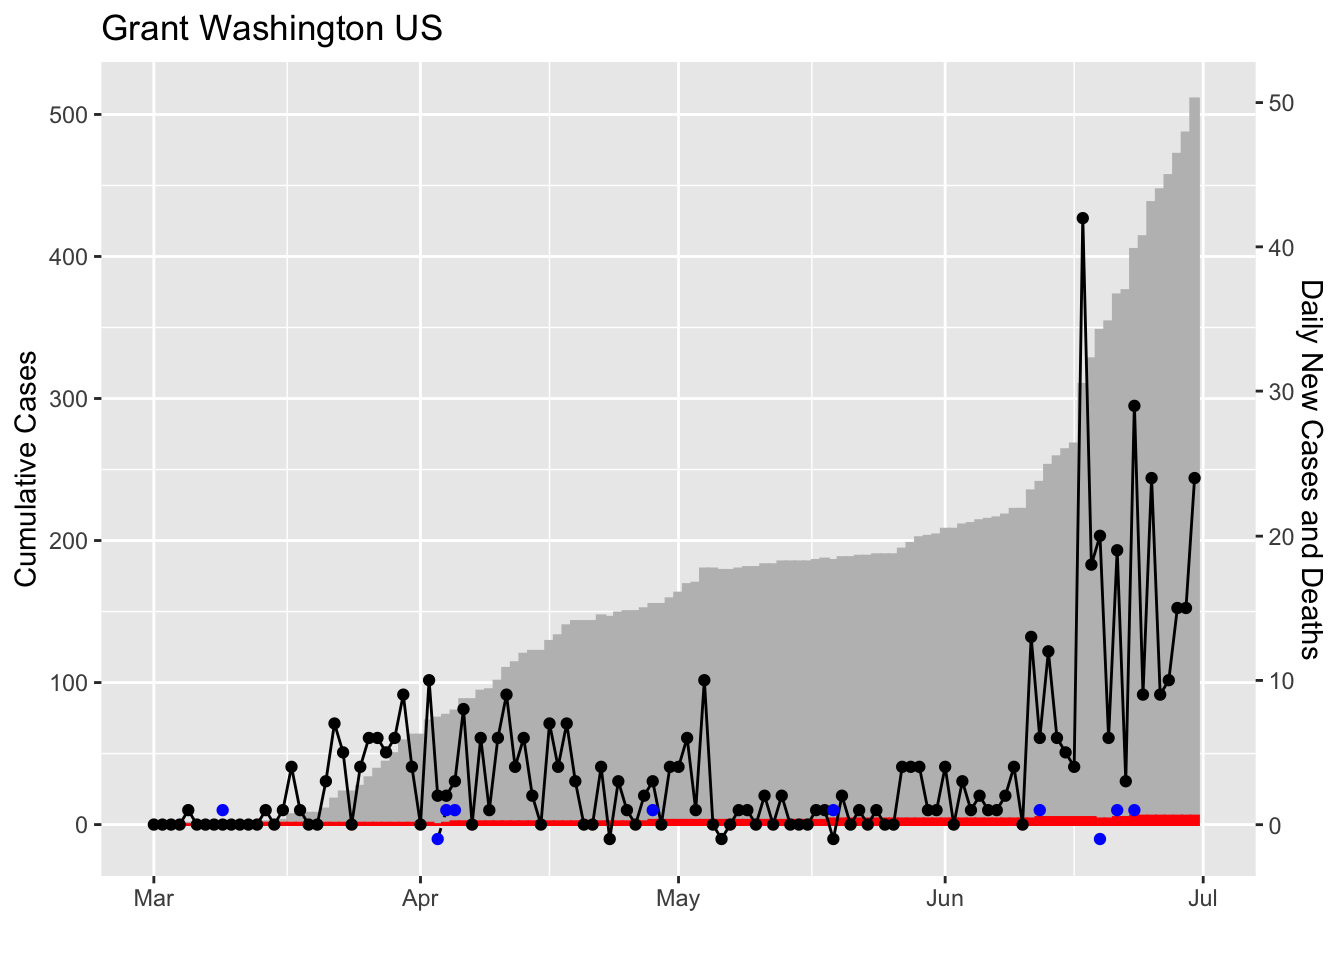 Grant Washington US
500
400
300
200
100
0
Cumulative Cases
50
40
30
20
10
0
Daily New Cases and Deaths
Mar
Apr
May
Jun
Jul